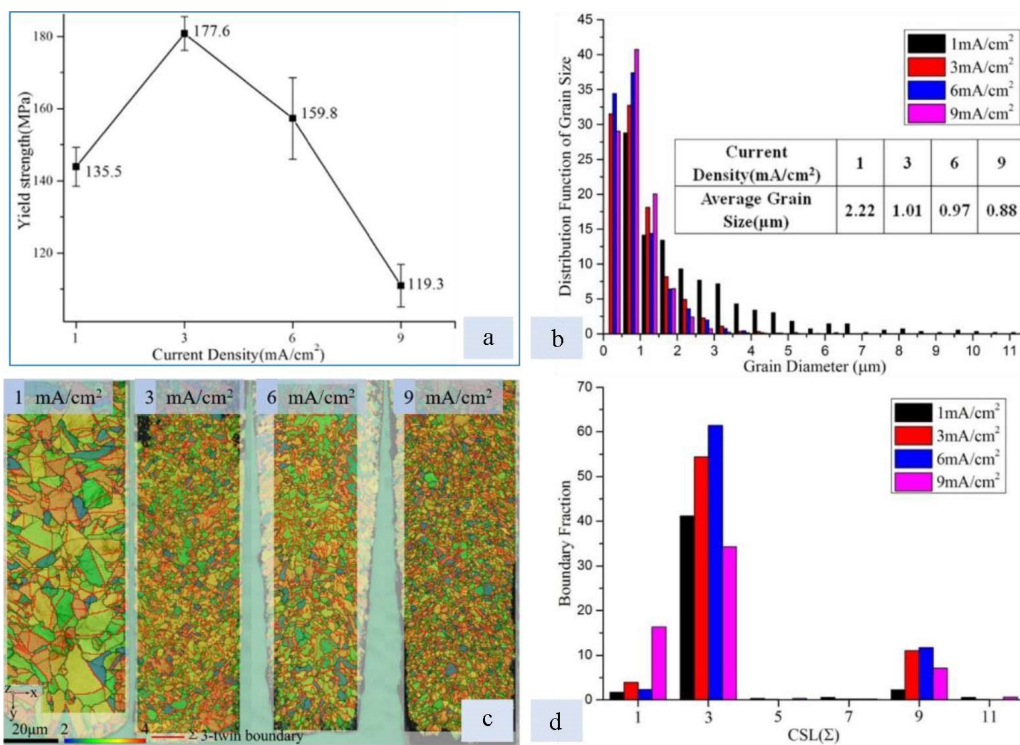 180
160
140
120
Yield strength(MPa)
177.6
159.8
135.5
119.3
1 3 6 9
Current Density(mA/cm²)
a
45
40
35
30
25
20
15
10
5
0
Distribution Function of Grain Size
1mA/cm²
3mA/cm²
6mA/cm²
9mA/cm²
Current Density(mA/cm2) 1 3 6 9
Average Grain Size(μm) 2.22 1.01 0.97 0.88
0 1 2 3 4 5 6 7 8 9 10 11
Grain Diameter (μm)
b
1 mA/cm² 3 mA/cm² 6 mA/cm² 9 mA/cm²
z x
y
20μm 2 4 Σ 3-twin boundary
c
70
60
50
40
30
20
10
0
Boundary Fraction
1mA/cm²
3mA/cm²
6mA/cm²
9mA/cm²
1 3 5 7 9 11
CSL(Σ)
d